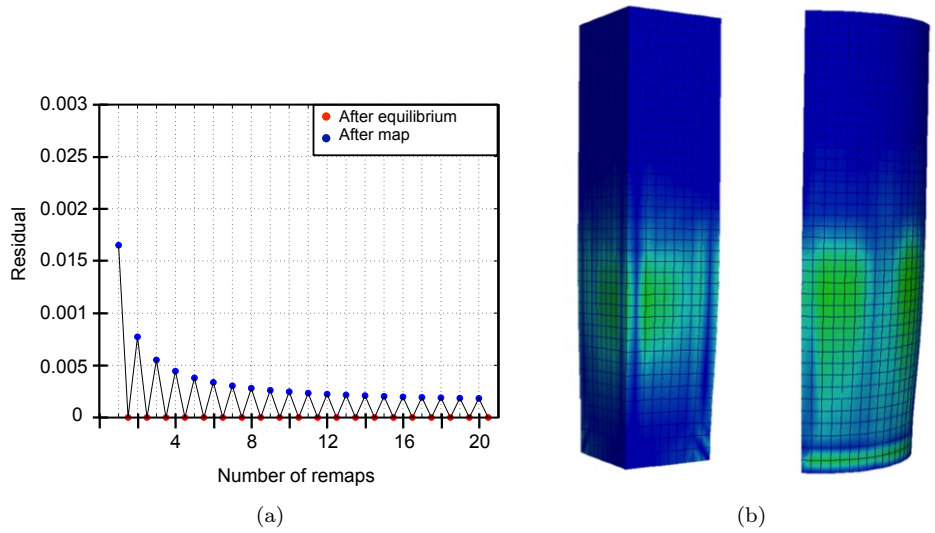 0.003
0.025
0.002
0.015
0.001
0.005
0
Residual
After equilibrium
After map
4 8 12 16 20
Number of remaps
(a)
(b)